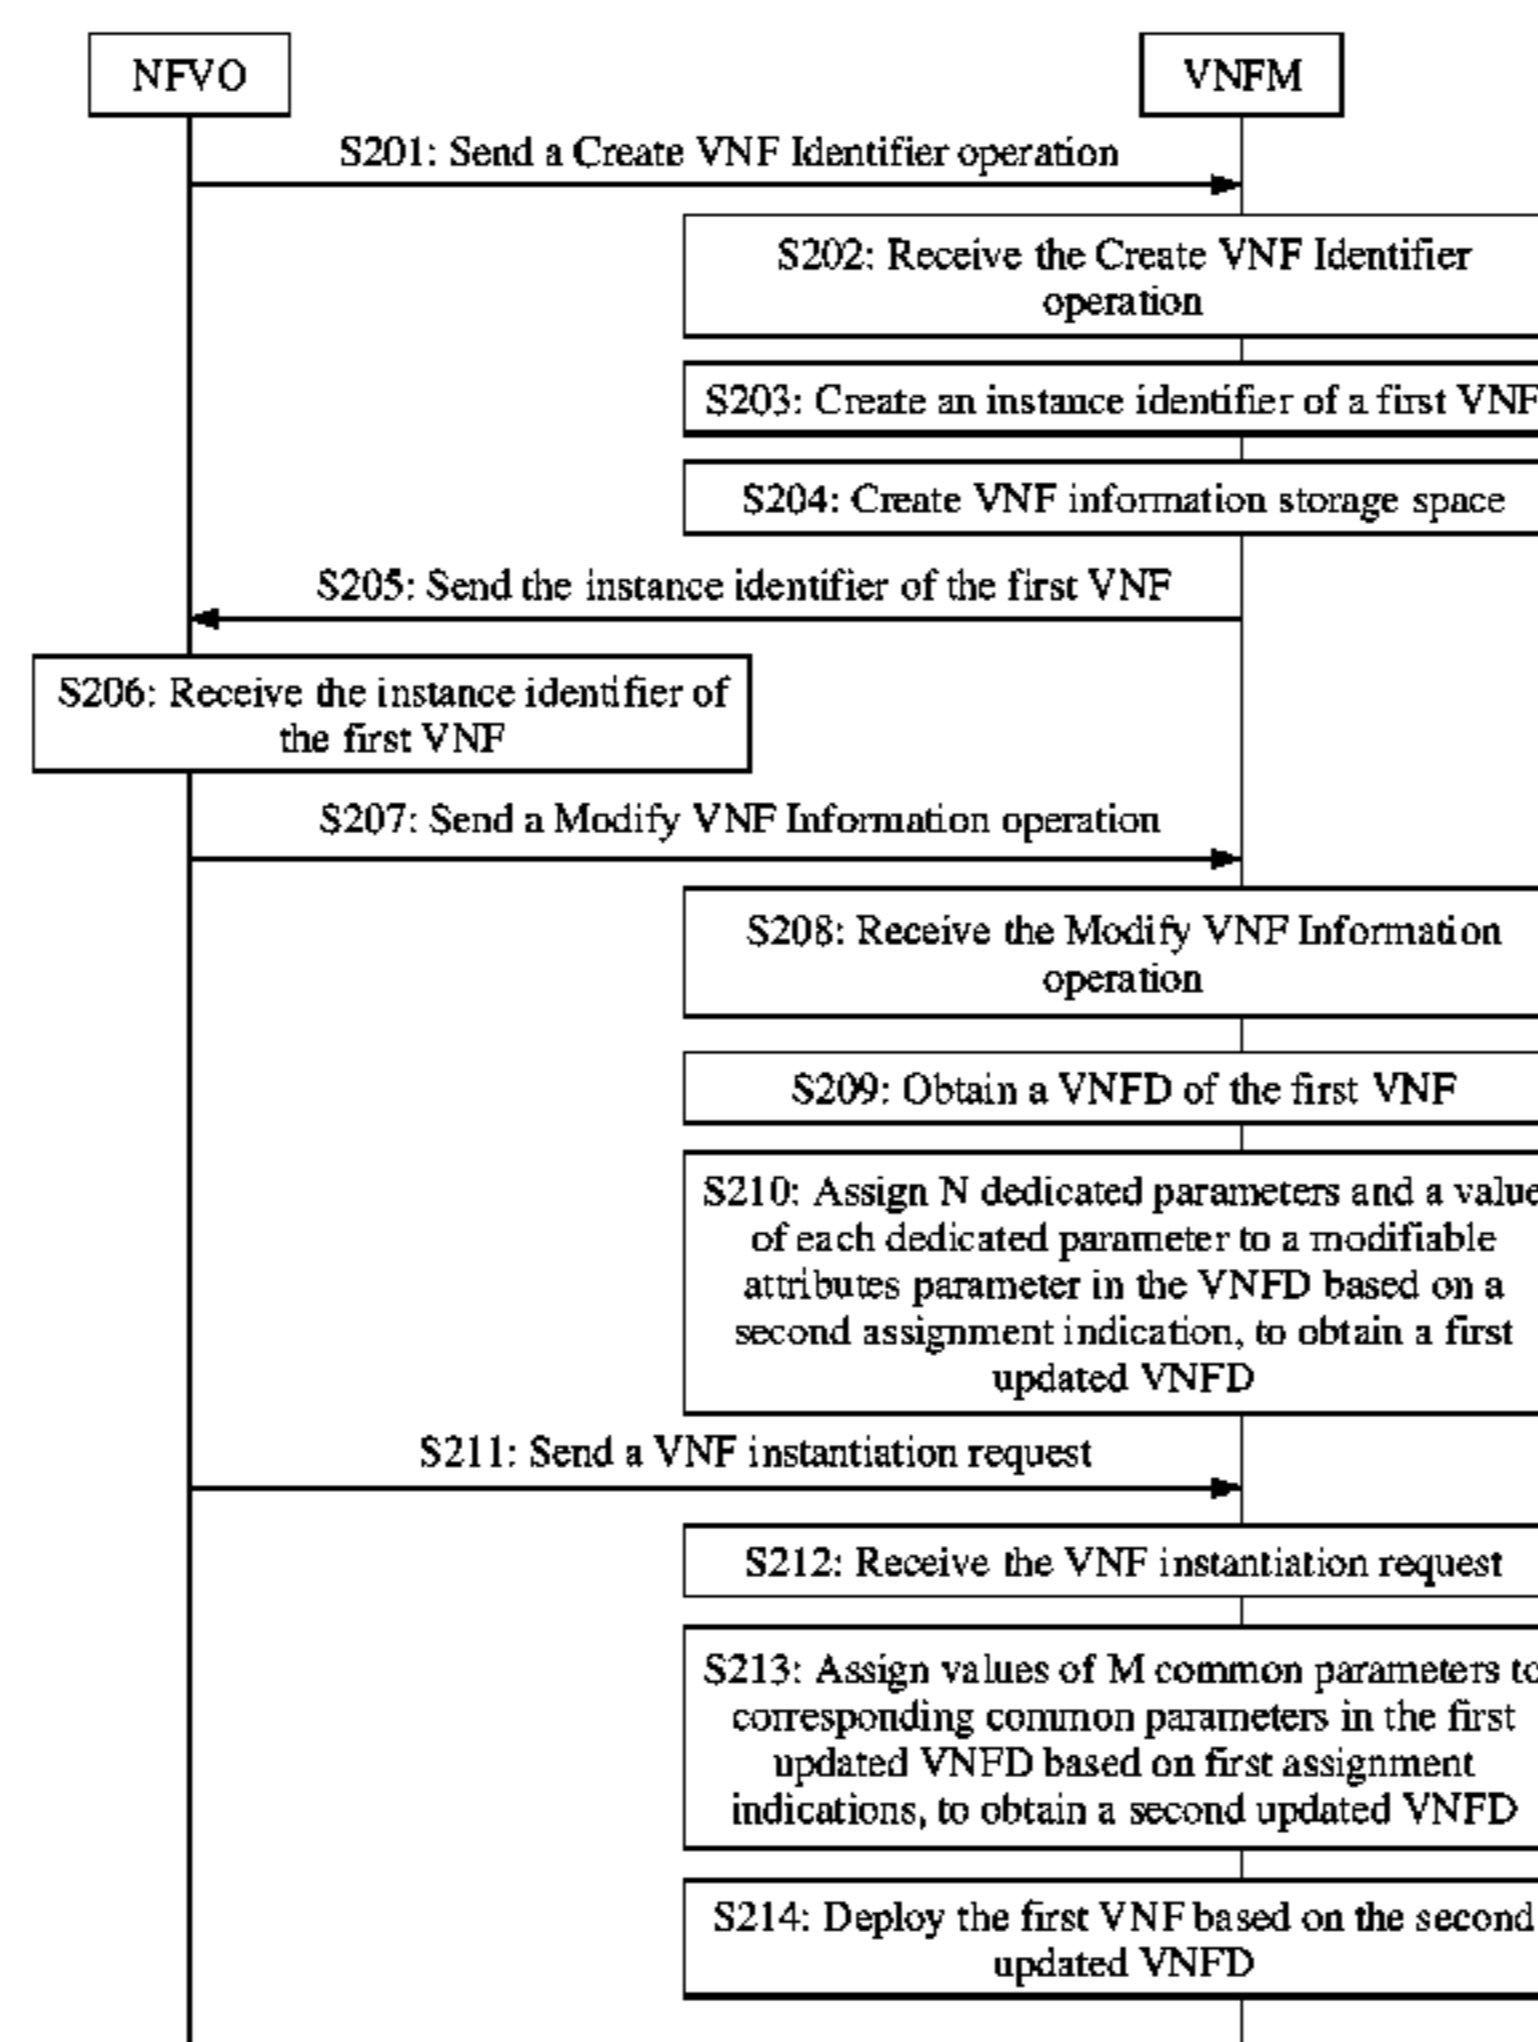 NFVO
VNFM
S201: Send a Create VNF Identifier operation
S202: Receive the Create VNF Identifier
operation
S203: Create an instance identifier of a first VNF
S204: Create VNF information storage space
S205: Send the instance identifier of the first VNF
S206: Receive the instance identifier of
the first VNF
S207: Send a Modify VNF Information operation
S208: Receive the Modify VNF Information
operation
S209: Obtain a VNFD of the first VNF
S210: Assign N dedicated parameters and a value
of each dedicated parameter to a modifiable
attributes parameter in the VNFD based on a
second assignment indication, to obtain a first
updated VNFD
S211: Send a VNF instantiation request
S212: Receive the VNF instantiation request
S213: Assign values of M common parameters to
corresponding common parameters in the first
updated VNFD based on first assignment
indications, to obtain a second updated VNFD
S214: Deploy the first VNF based on the second
updated VNFD